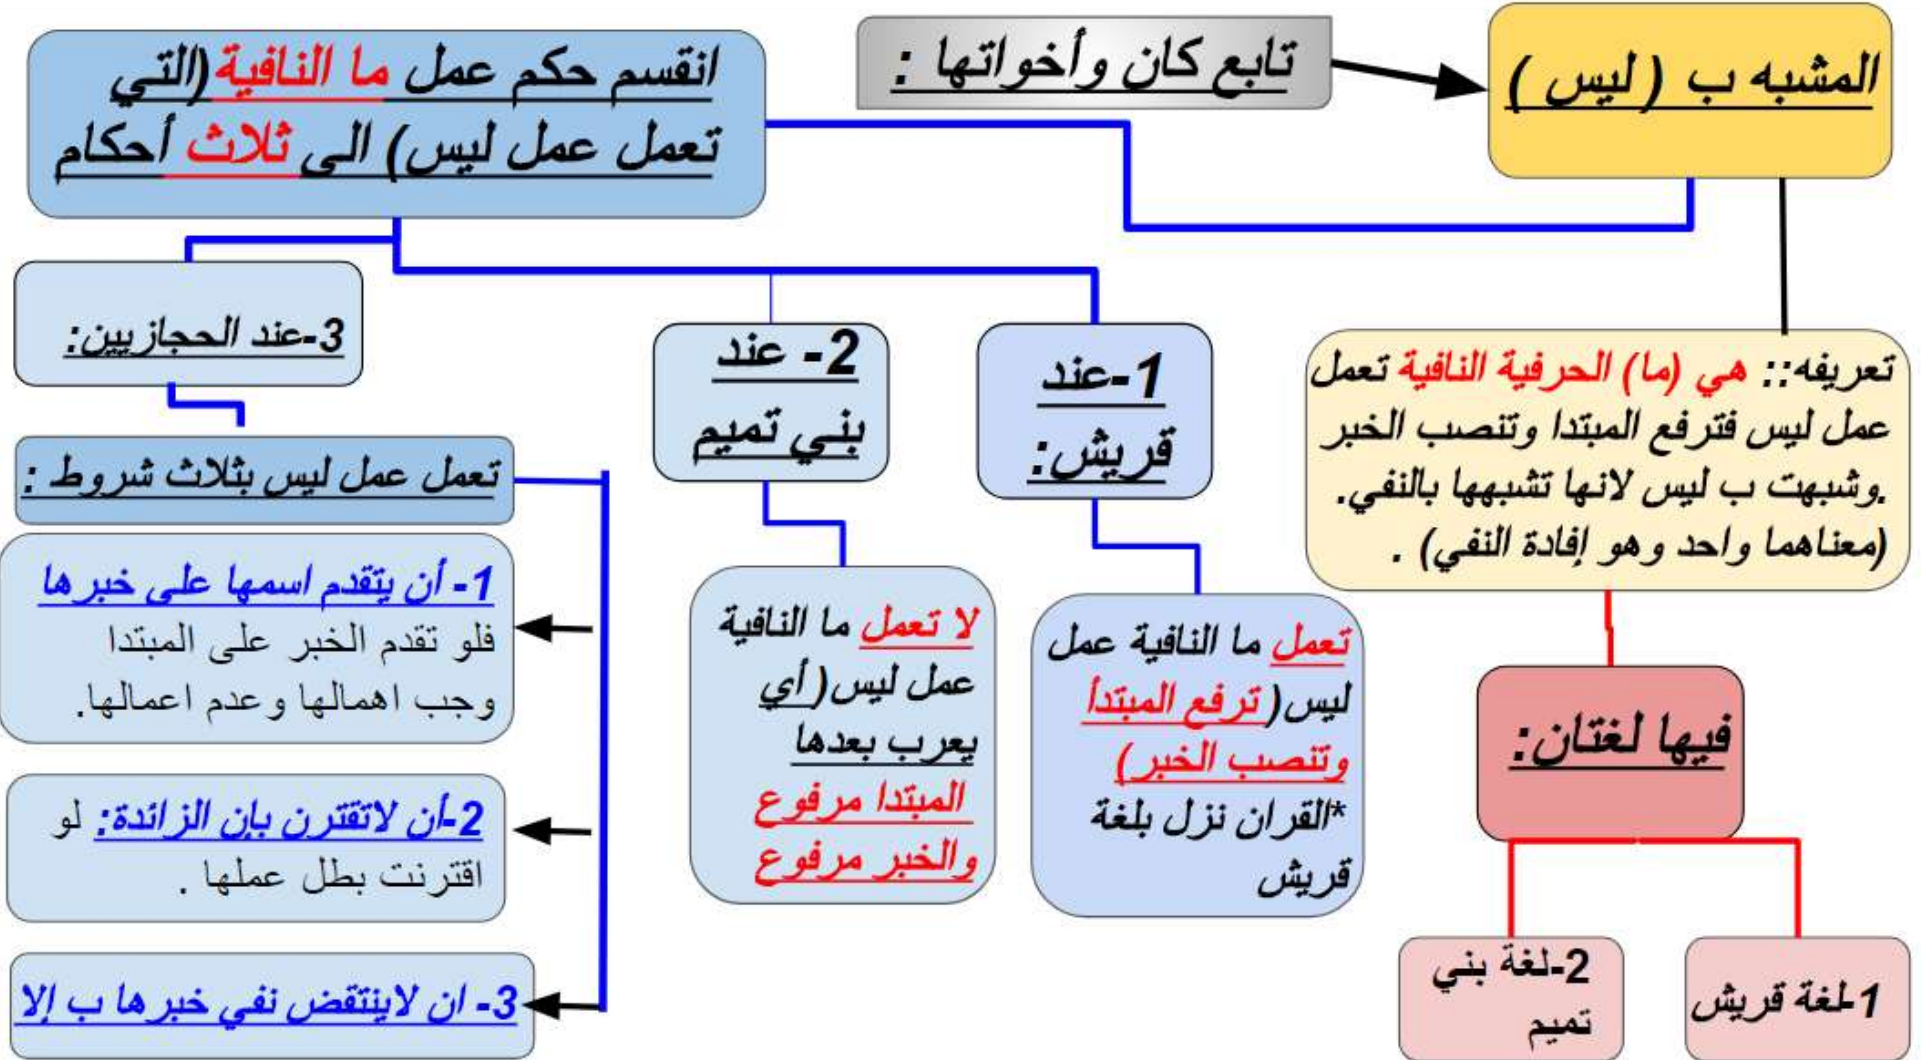 تابع كان وأخواتها :
المشبه ب ( ليس )
تعريفه:: هي (ما) الحرفية النافية تعمل
عمل ليس فترفع المبتدا وتنصب الخبر
.وشبهت ب ليس لانها تشبهها بالنفي.
(معناهما واحد وهو إفادة النفي) .
فيها لغتان:
1-لغة قريش
2-لغة بني
تميم
انقسم حكم عمل ما النافية(التي
تعمل عمل ليس) الى ثلاث أحكام
1-عند
قريش:
تعمل ما النافية عمل
ليس( ترفع المبتدأ
وتنصب الخبر)
*القران نزل بلغة
قريش
2- عند
بني تميم
لا تعمل ما النافية
عمل ليس( أي
يعرب بعدها
المبتدا مرفوع
والخبر مرفوع
3-عند الحجازيين:
تعمل عمل ليس بثلاث شروط :
1- أن يتقدم اسمها على خبرها
فلو تقدم الخبر على المبتدا
وجب اهمالها وعدم اعمالها.
2-أن لاتقترن بإن الزائدة: لو
اقترنت بطل عملها .
3- ان لاينتقض نفي خبرها ب إلا